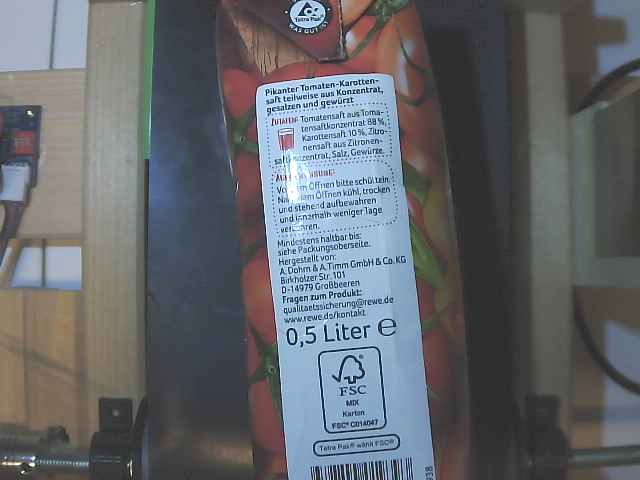 Tetra Pak®
WAS GUT IST
Pikanter Tomaten-Karotten-
saft teilweise aus Konzentrat,
gesalzen und gewürzt
ZUTATEN: Tomatensaft aus Toma-
tensaftkonzentrat 88 %,
Karottensaft 10 %, Zitro-
nensaft aus Zitronen-
saftkonzentrat, Salz, Gewürze.
Vor dem Öffnen bitte schütteln.
Nach dem Öffnen kühl, trocken
und stehend aufbewahren
und innerhalb weniger Tage
Mindestens haltbar bis:
siehe Packungsoberseite.
Hergestellt von:
A. Dohm & A. Timm GmbH & Co. KG
Birkholzer Str. 101
D-14979 Großbeeren
Fragen zum Produkt:
qualitaetssicherung@rewe.de
www.rewe.de/kontakt
0,5 Liter ℮
FSC
MIX
Karton
FSC® C014047
Tetra Pak® wählt FSC®